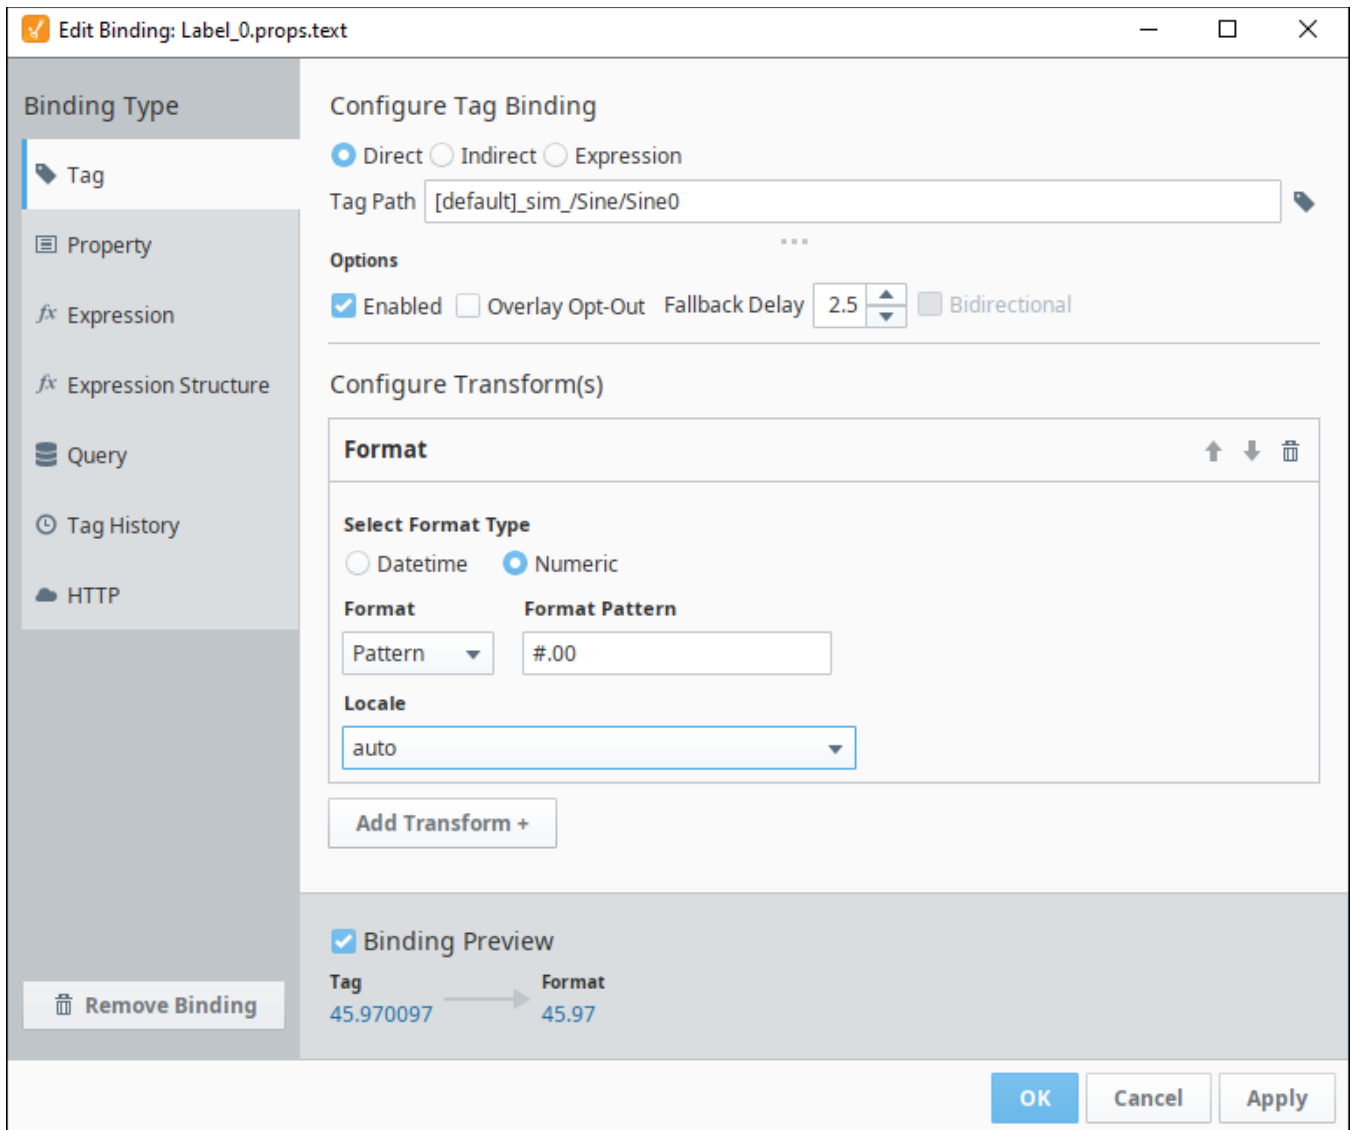 Edit Binding: Label_0.props.text
Binding Type
Tag
Property
fx Expression
fx Expression Structure
Query
Tag History
HTTP
Remove Binding
Configure Tag Binding
Direct Indirect Expression
Tag Path [default]_sim_/Sine/Sine0
Options
Enabled Overlay Opt-Out Fallback Delay 2.5 Bidirectional
Configure Transform(s)
Format
Select Format Type
Datetime Numeric
Format Format Pattern
Pattern #.00
Locale
auto
Add Transform +
Binding Preview
Tag Format
45.970097 45.97
OK Cancel Apply